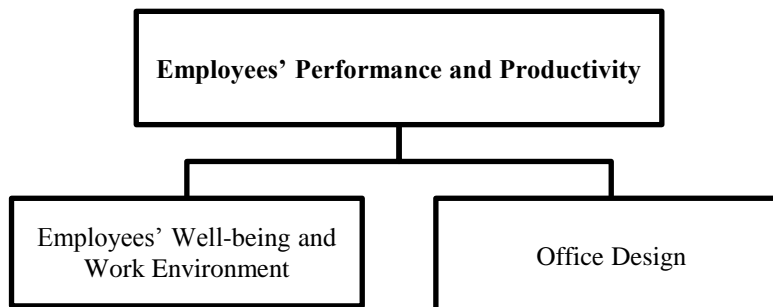 Employees’ Performance and Productivity
Employees’ Well-being and
Work Environment
Office Design